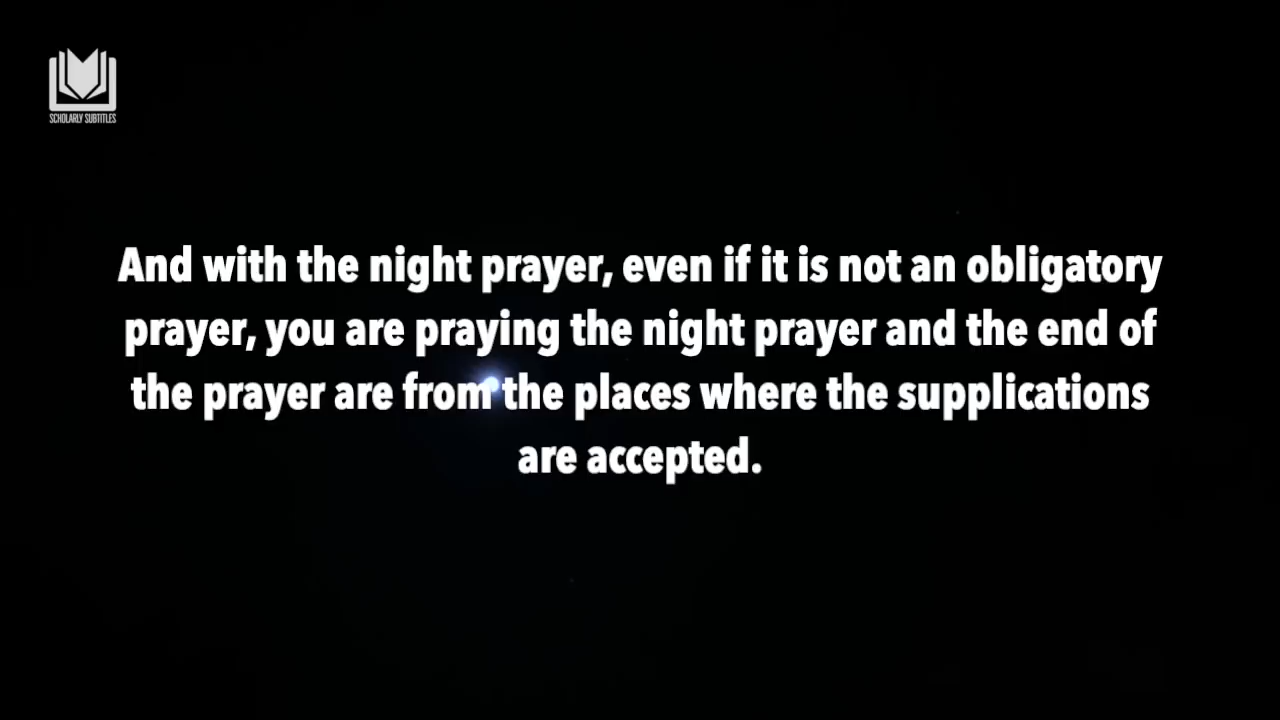 SCHOLARLY SUBTITLES
And with the night prayer, even if it is not an obligatory
prayer, you are praying the night prayer and the end of
the prayer are from the places where the supplications
are accepted.